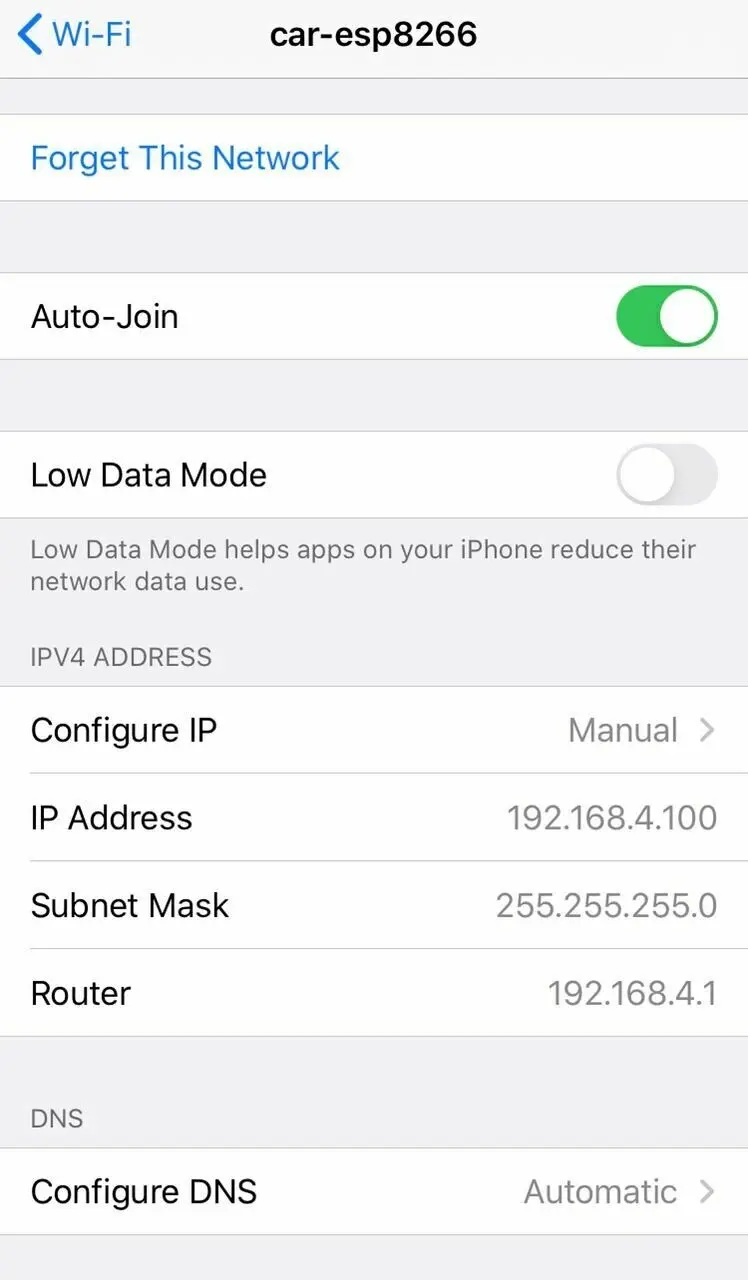 Wi-Fi
car-esp8266
Forget This Network
Auto-Join
Low Data Mode
Low Data Mode helps apps on your iPhone reduce their
network data use.
IPV4 ADDRESS
Configure IP Manual
IP Address 192.168.4.100
Subnet Mask 255.255.255.0
Router 192.168.4.1
DNS
Configure DNS Automatic